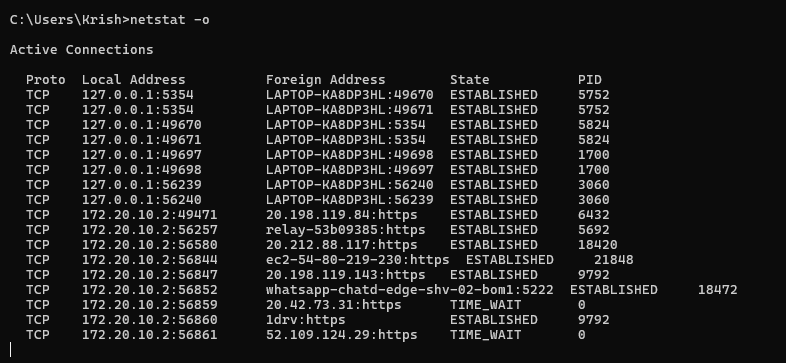 C:\Users\Krish>netstat -o
Active Connections
Proto Local Address Foreign Address State PID
TCP 127.0.0.1:5354 LAPTOP-KA8DP3HL:49670 ESTABLISHED 5752
TCP 127.0.0.1:5354 LAPTOP-KA8DP3HL:49671 ESTABLISHED 5752
TCP 127.0.0.1:49670 LAPTOP-KA8DP3HL:5354 ESTABLISHED 5824
TCP 127.0.0.1:49671 LAPTOP-KA8DP3HL:5354 ESTABLISHED 5824
TCP 127.0.0.1:49697 LAPTOP-KA8DP3HL:49698 ESTABLISHED 1700
TCP 127.0.0.1:49698 LAPTOP-KA8DP3HL:49697 ESTABLISHED 1700
TCP 127.0.0.1:56239 LAPTOP-KA8DP3HL:56240 ESTABLISHED 3060
TCP 127.0.0.1:56240 LAPTOP-KA8DP3HL:56239 ESTABLISHED 3060
TCP 172.20.10.2:49471 20.198.119.84:https ESTABLISHED 6432
TCP 172.20.10.2:56257 relay-53b09385:https ESTABLISHED 5692
TCP 172.20.10.2:56580 20.212.88.117:https ESTABLISHED 18420
TCP 172.20.10.2:56844 ec2-54-80-219-230:https ESTABLISHED 21848
TCP 172.20.10.2:56847 20.198.119.143:https ESTABLISHED 9792
TCP 172.20.10.2:56852 whatsapp-chatd-edge-shv-02-bom1:5222 ESTABLISHED 18472
TCP 172.20.10.2:56859 20.42.73.31:https TIME_WAIT 0
TCP 172.20.10.2:56860 1drv:https ESTABLISHED 9792
TCP 172.20.10.2:56861 52.109.124.29:https TIME_WAIT 0